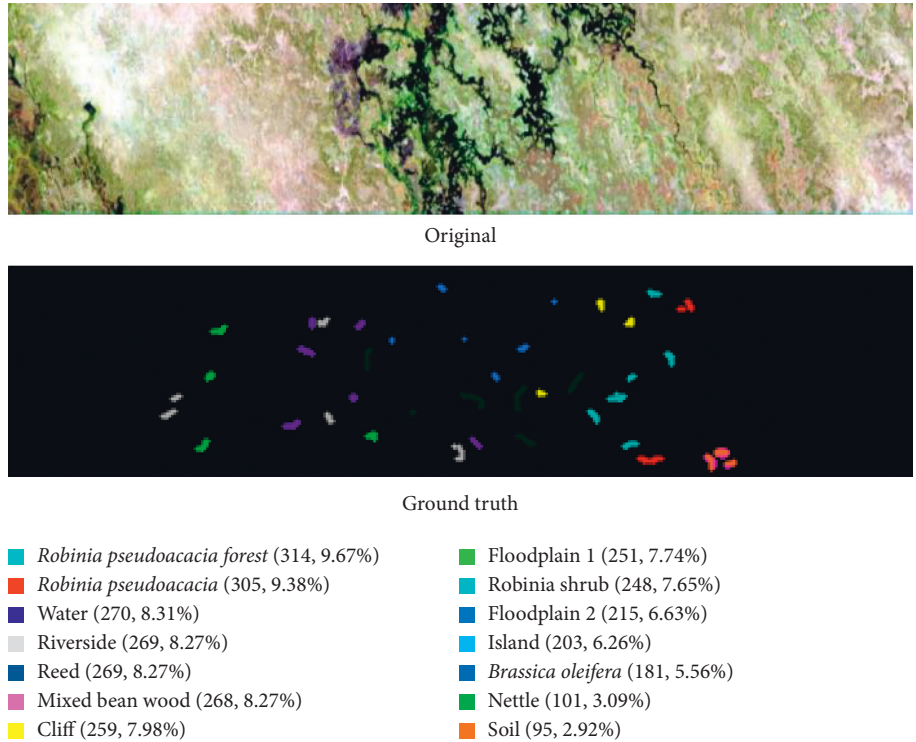 Original
Ground truth
Robinia pseudoacacia forest (314, 9.67%)
Robinia pseudoacacia (305, 9.38%)
Water (270, 8.31%)
Riverside (269, 8.27%)
Reed (269, 8.27%)
Mixed bean wood (268, 8.27%)
Cliff (259, 7.98%)
Floodplain 1 (251, 7.74%)
Robinia shrub (248, 7.65%)
Floodplain 2 (215, 6.63%)
Island (203, 6.26%)
Brassica oleifera (181, 5.56%)
Nettle (101, 3.09%)
Soil (95, 2.92%)